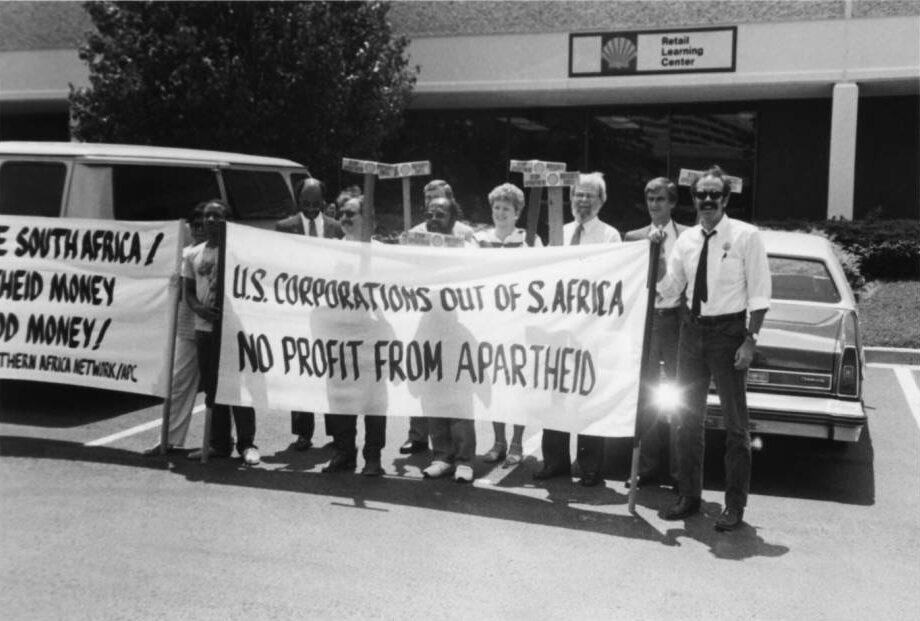 Retail
Learning
Center
E SOUTH AFRICA!
HEID MONEY
OD MONEY!
THERN AFRICA NETWORK/APC
U.S. CORPORATIONS OUT OF S. AFRICA
NO PROFIT FROM APARTHEID